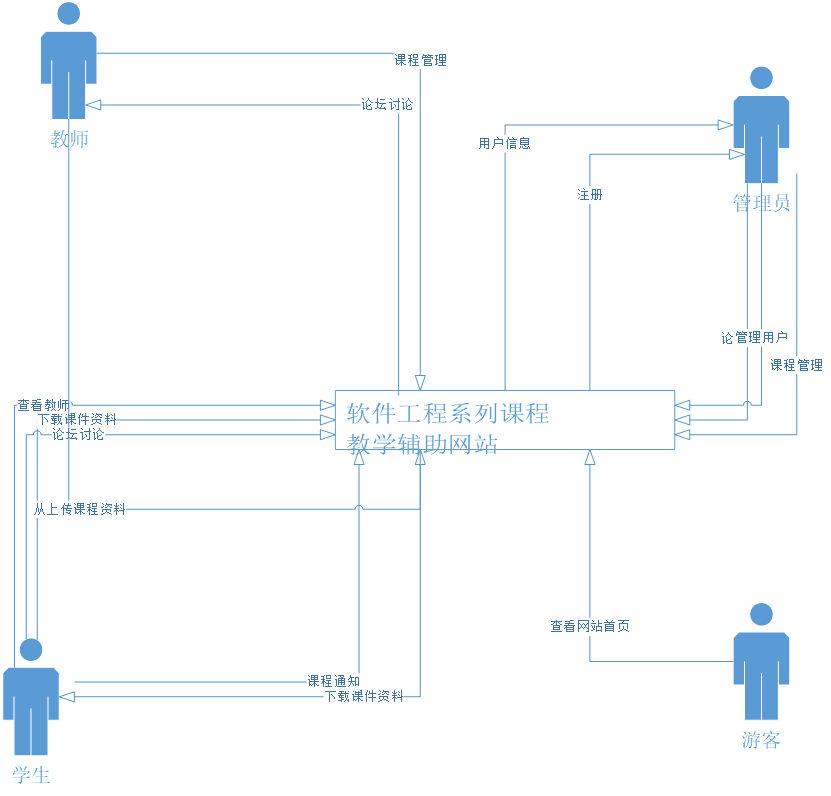 课程管理
论坛讨论
教师
用户信息
注册
管理员
论管理用户
课程管理
查看教师
下载课件资料
论坛讨论
软件工程系列课程
教学辅助网站
从上传课程资料
查看网站首页
课程通知
下载课件资料
游客
学生